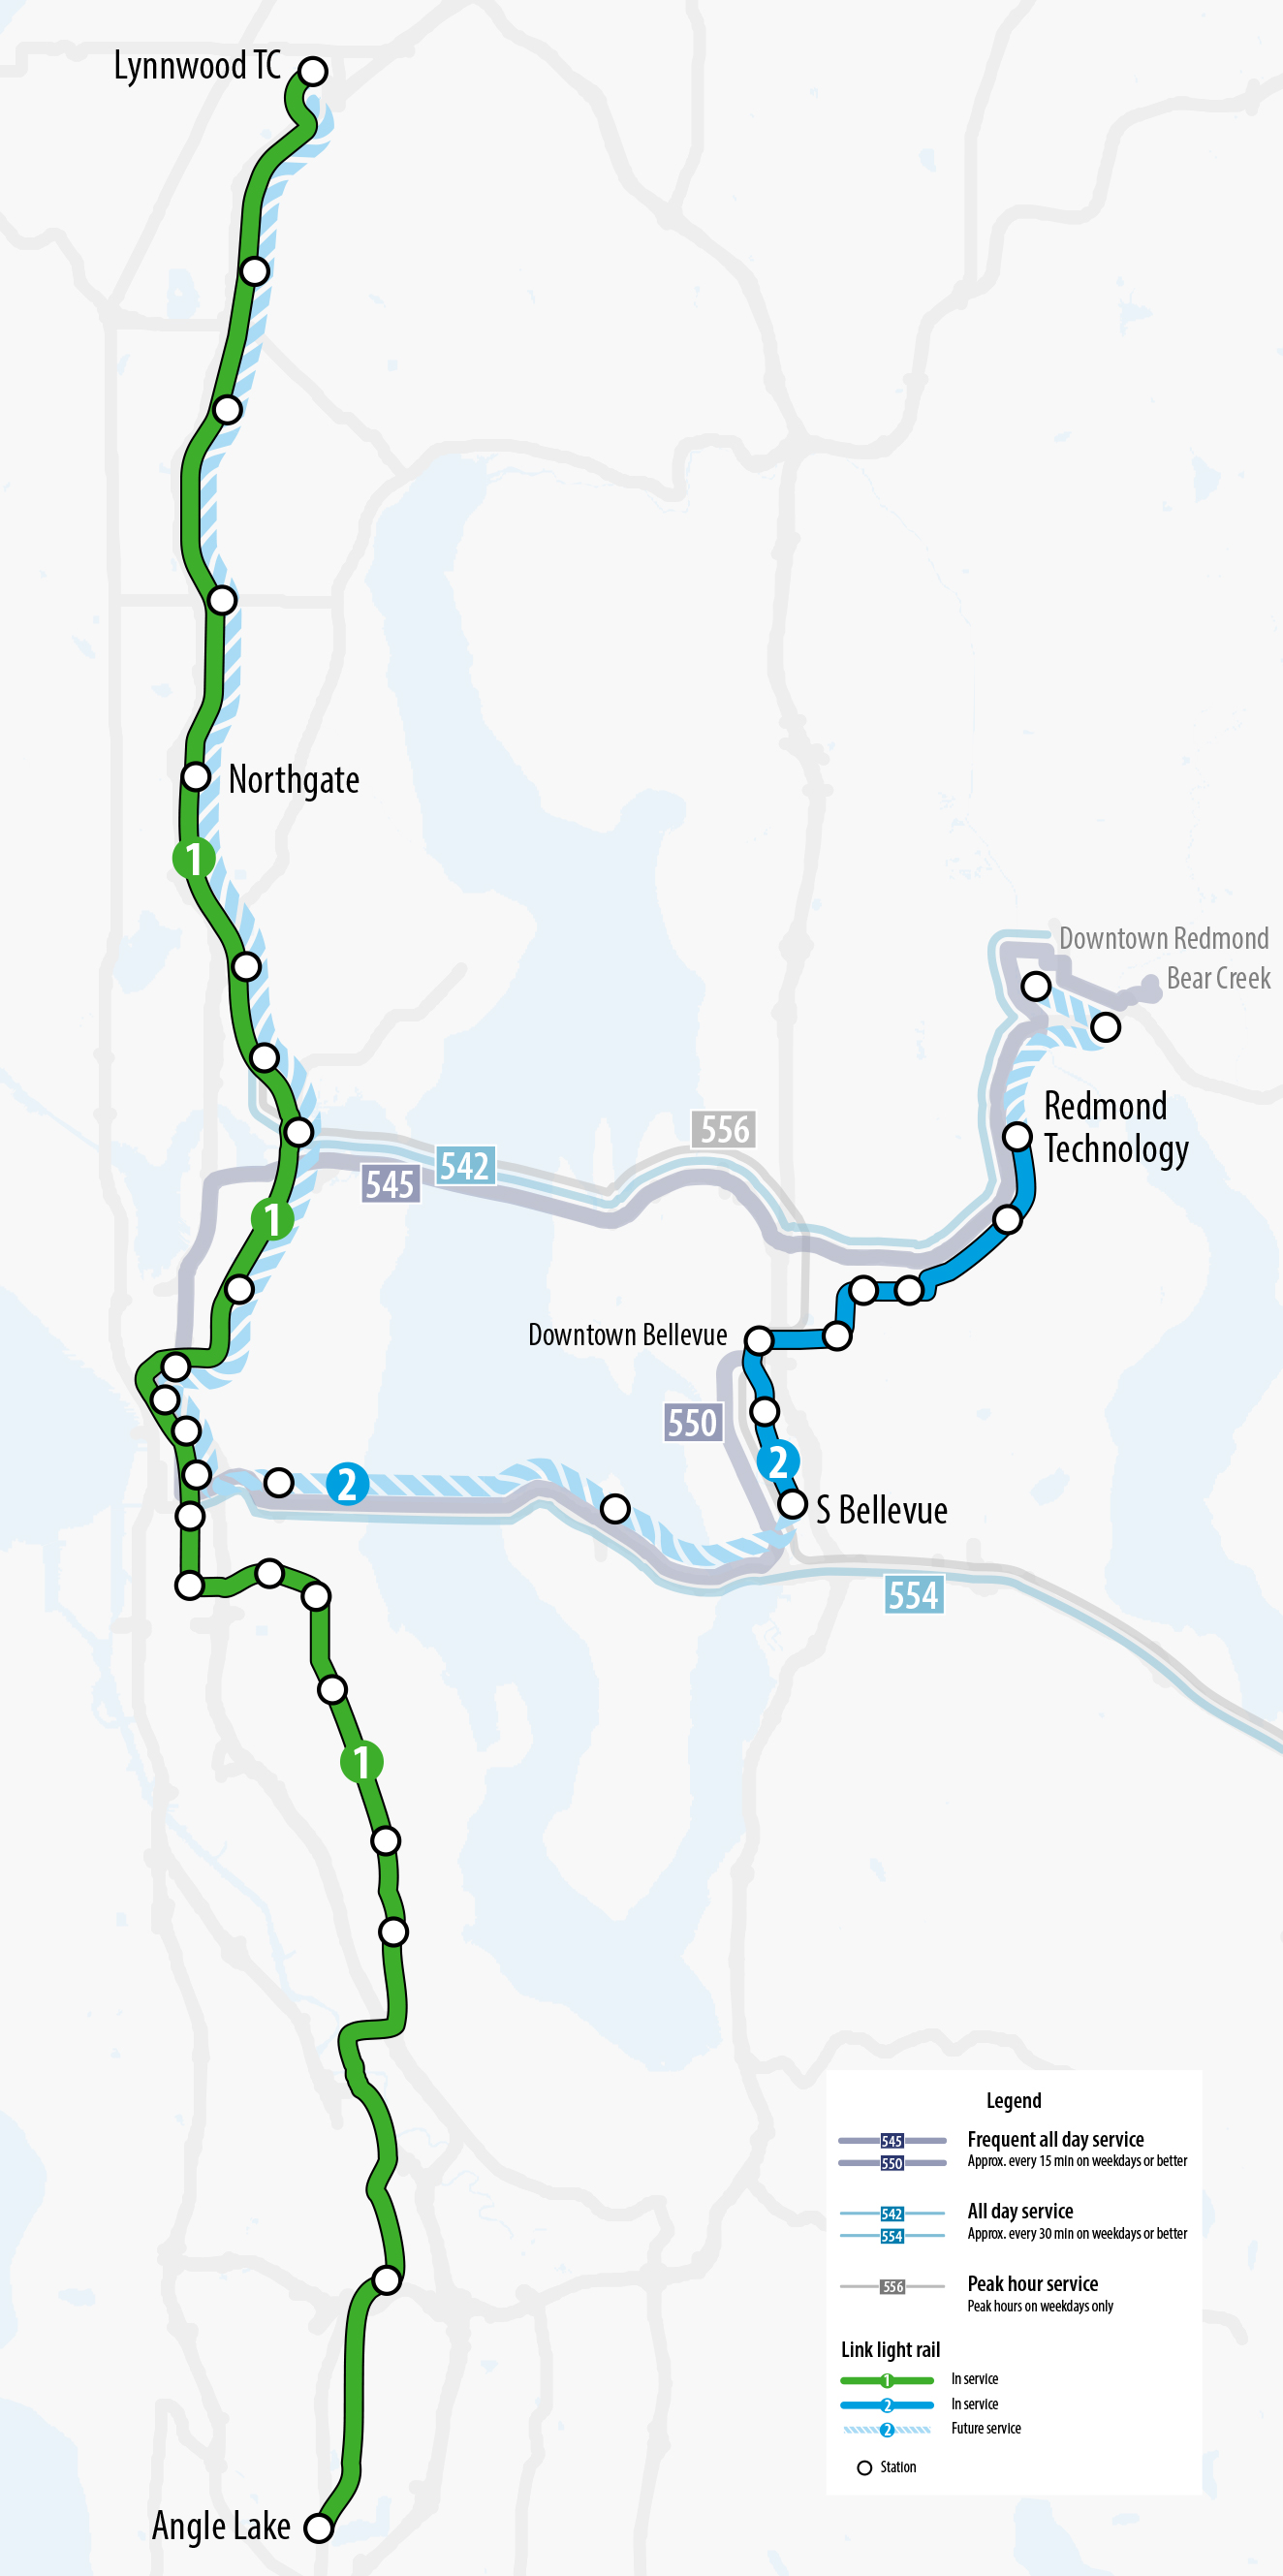 Lynnwood TC
Northgate
1
Downtown Redmond
Bear Creek
Redmond
Technology
556
542
545
1
Downtown Bellevue
550
2
2
S Bellevue
554
1
Legend
545
Frequent all day service
550
Approx. every 15 min on weekdays or better
542
All day service
554
Approx. every 30 min on weekdays or better
556
Peak hour service
Peak hours on weekdays only
Link light rail
1
In service
2
In service
2
Future service
Station
Angle Lake